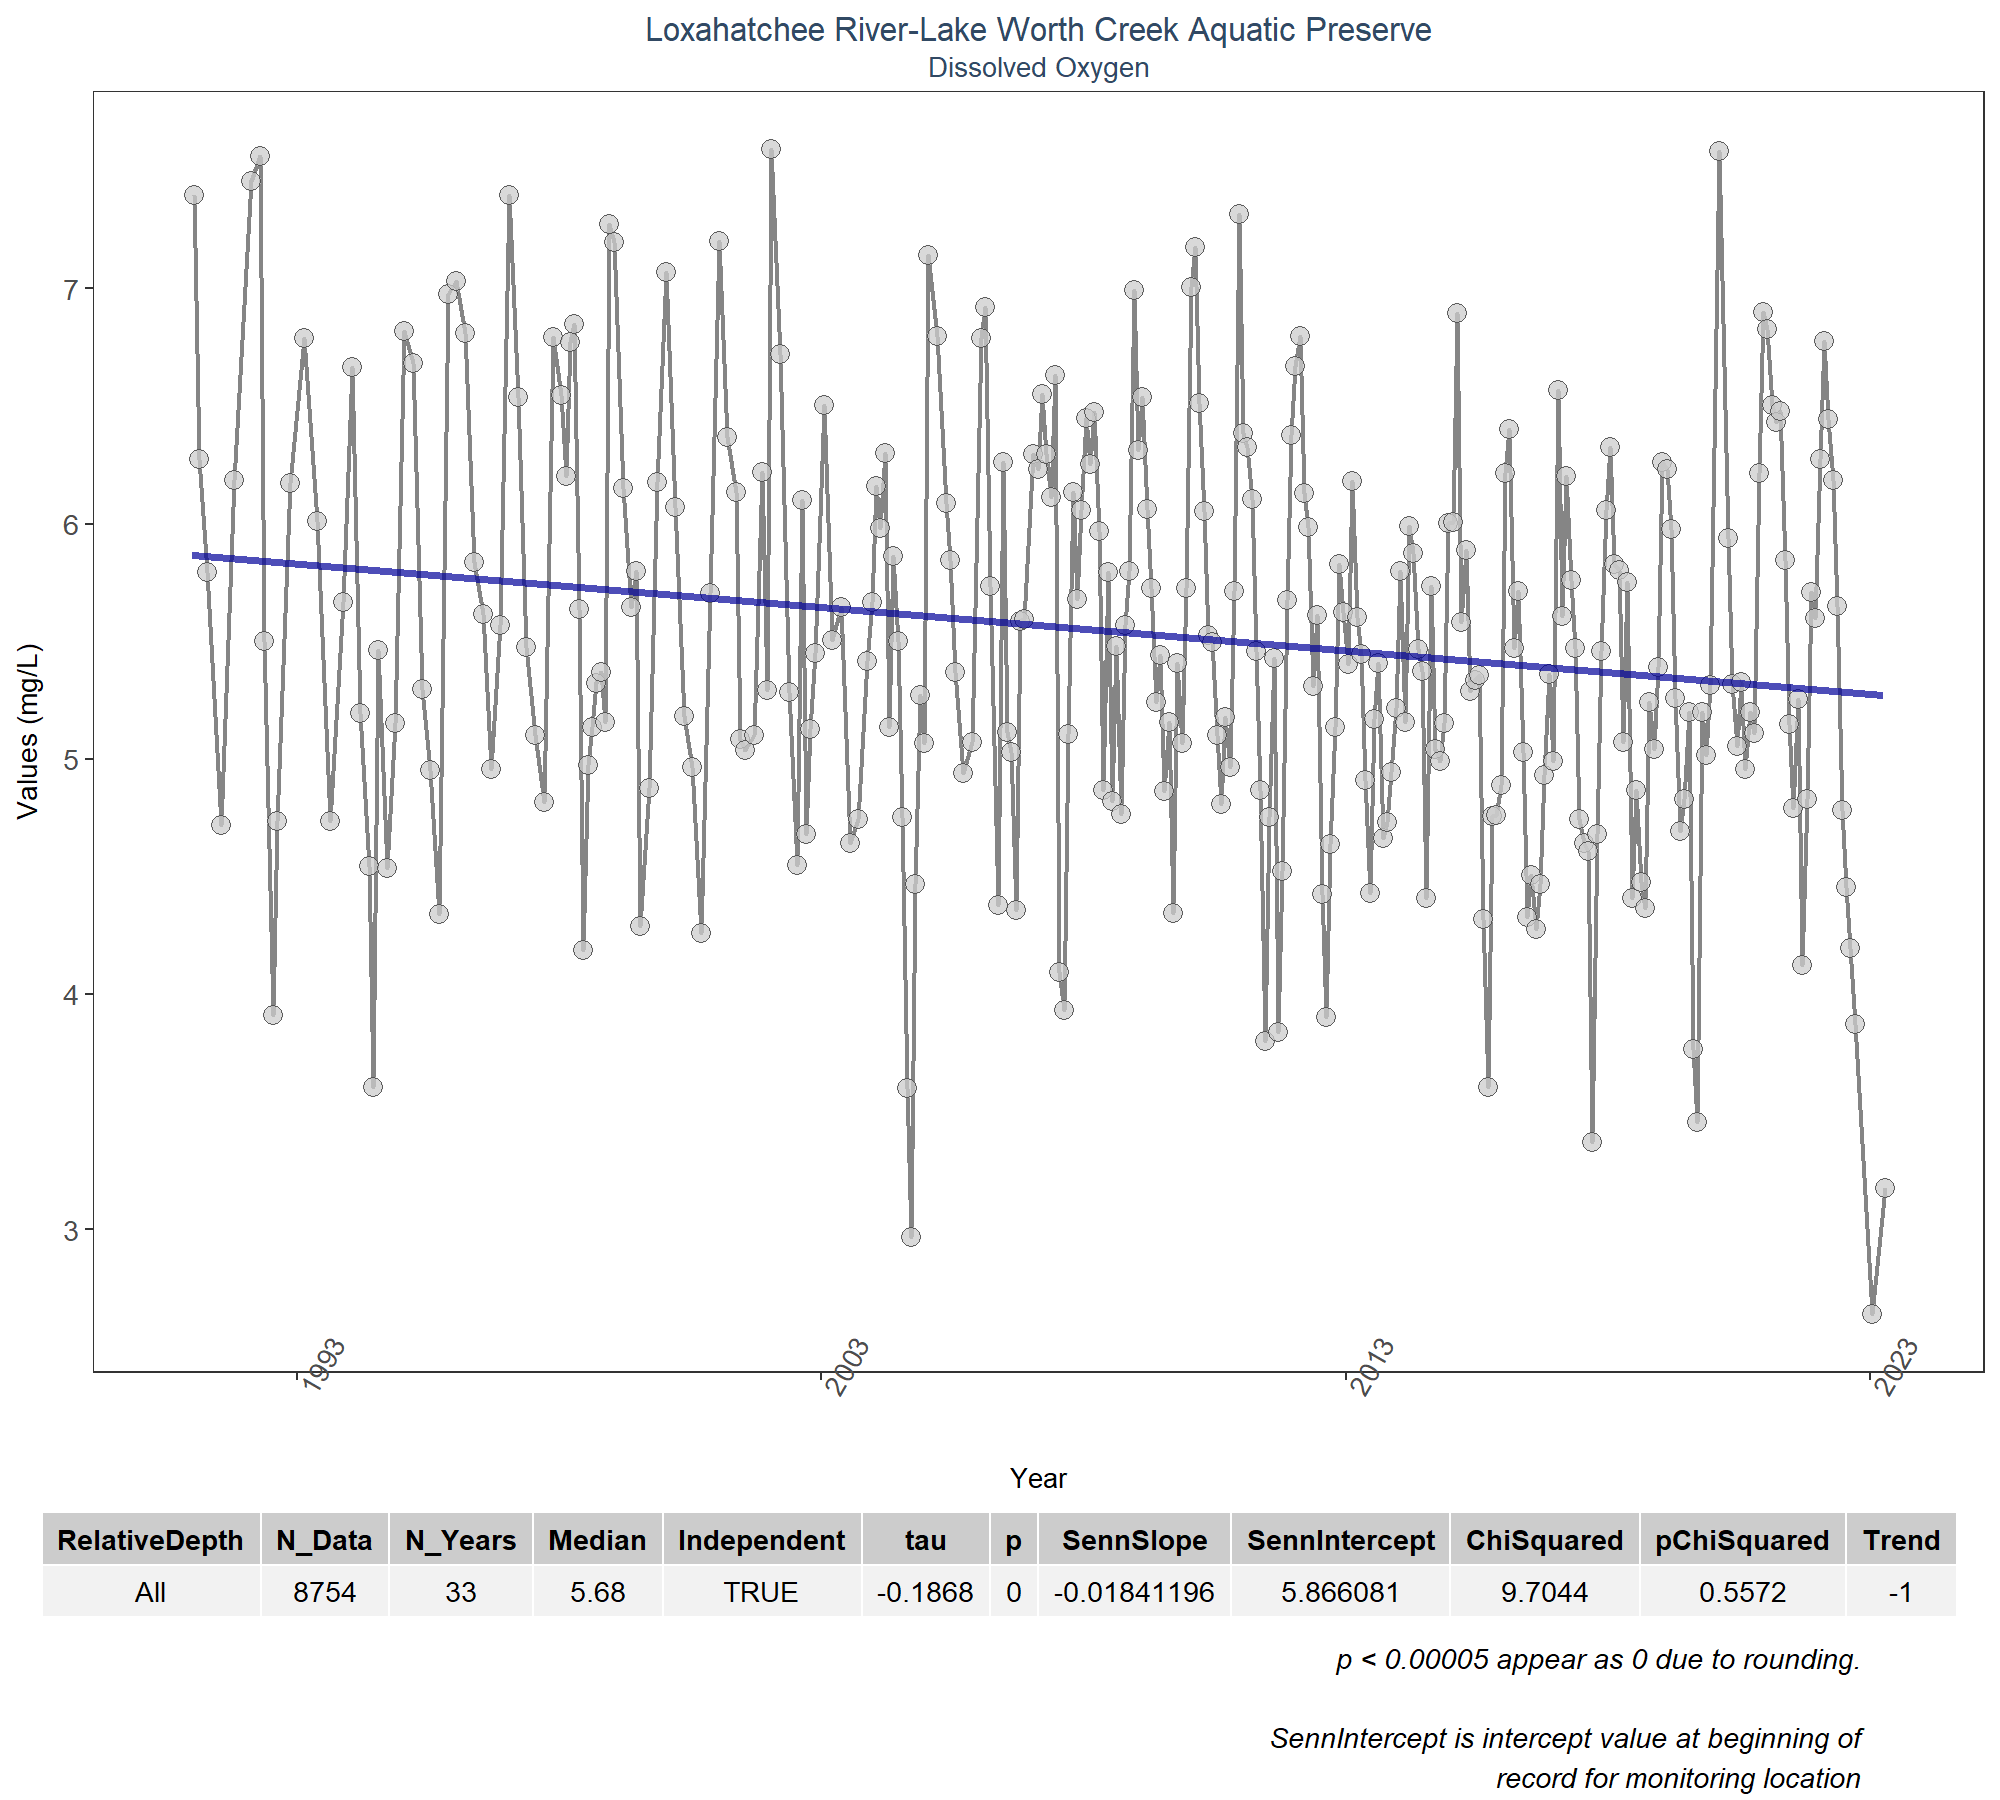 Loxahatchee River-Lake Worth Creek Aquatic Preserve
Dissolved Oxygen
Values (mg/L)
7
6
5
4
3
1993
2003
2013
2023
Year
RelativeDepth N_Data N_Years Median Independent tau p SennSlope SennIntercept ChiSquared pChiSquared Trend
All 8754 33 5.68 TRUE -0.1868 0 -0.01841196 5.866081 9.7044 0.5572 -1
p < 0.00005 appear as 0 due to rounding.
SennIntercept is intercept value at beginning of
record for monitoring location